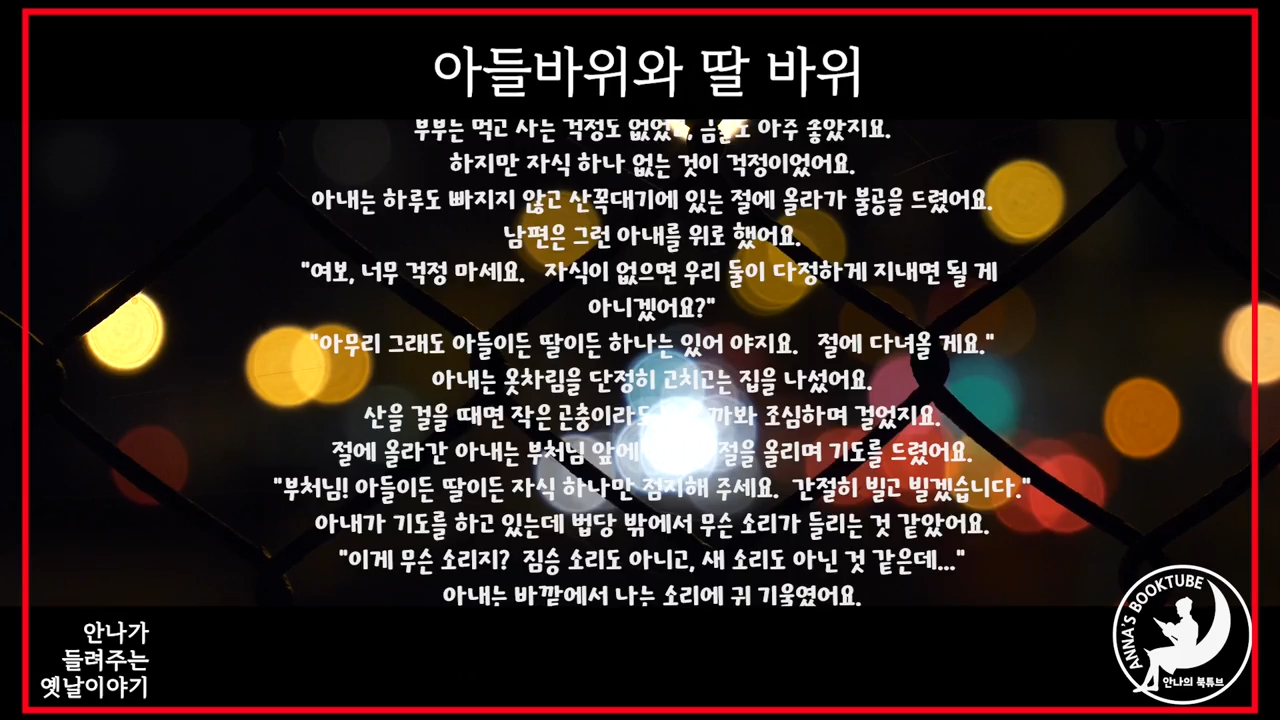 아들바위와 딸 바위
부부는 먹고 사는 걱정도 없었고, 금슬도 아주 좋았지요.
하지만 자식 하나 없는 것이 걱정이었어요.
아내는 하루도 빠지지 않고 산꼭대기에 있는 절에 올라가 불공을 드렸어요.
남편은 그런 아내를 위로 했어요.
"여보, 너무 걱정 마세요. 자식이 없으면 우리 둘이 다정하게 지내면 될 게
아니겠어요?"
"아무리 그래도 아들이든 딸이든 하나는 있어 야지요. 절에 다녀올 게요."
아내는 옷차림을 단정히 고치고는 집을 나섰어요.
산을 걸을 때면 작은 곤충이라도 조심하며 걸었지요.
절에 올라간 아내는 부처님 앞에 절을 올리며 기도를 드렸어요.
"부처님! 아들이든 딸이든 자식 하나만 점지해 주세요. 간절히 빌고 빌겠습니다."
아내가 기도를 하고 있는데 법당 밖에서 무슨 소리가 들리는 것 같았어요.
"이게 무슨 소리지? 짐승 소리도 아니고, 새 소리도 아닌 것 같은데..."
아내는 바깥에서 나는 소리에 귀 기울였어요.
안나가
들려주는
옛날이야기
ANNA'S BOOKTUBE
안나의 북튜브